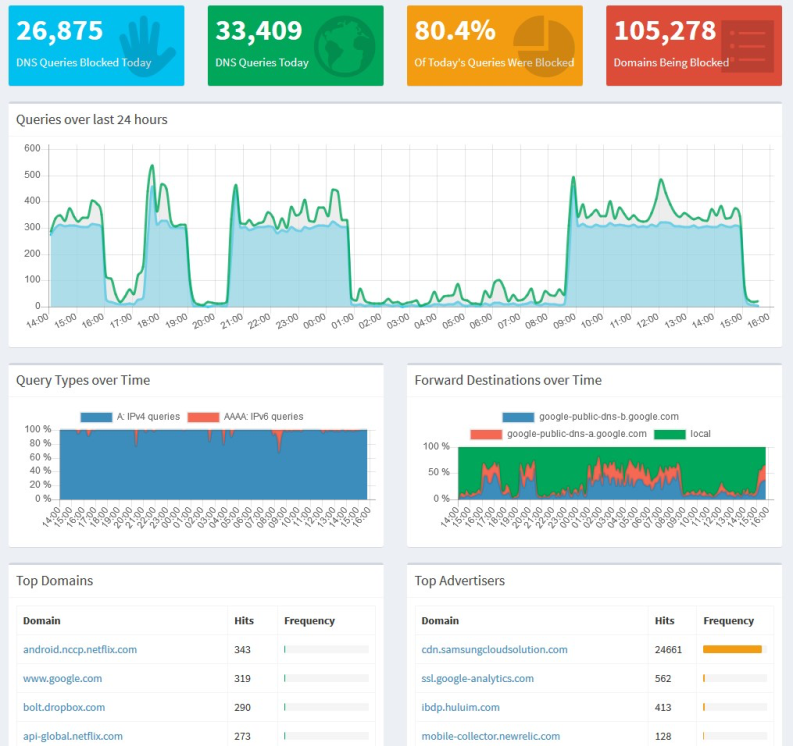 26,875
DNS Queries Blocked Today
33,409
DNS Queries Today
80.4%
Of Today's Queries Were Blocked
105,278
Domains Being Blocked
Queries over last 24 hours
600
500
400
300
200
100
0
14:00 15:00 16:00 17:00 18:00 19:00 20:00 21:00 22:00 23:00 00:00 01:00 02:00 03:00 04:00 05:00 06:00 07:00 08:00 09:00 10:00 11:00 12:00 13:00 14:00 15:00 16:00
Query Types over Time
A: IPv4 queries AAAA: IPv6 queries
100 %
80 %
60 %
40 %
20 %
0 %
14:00 15:00 16:00 17:00 18:00 19:00 20:00 21:00 22:00 23:00 00:00 01:00 02:00 03:00 04:00 05:00 06:00 07:00 08:00 09:00 10:00 11:00 12:00 13:00 14:00 15:00 16:00
Forward Destinations over Time
google-public-dns-b.google.com
google-public-dns-a.google.com local
100 %
50 %
0 %
14:00 15:00 16:00 17:00 18:00 19:00 20:00 21:00 22:00 23:00 00:00 01:00 02:00 03:00 04:00 05:00 06:00 07:00 08:00 09:00 10:00 11:00 12:00 13:00 14:00 15:00 16:00
Top Domains
Domain Hits Frequency
android.nccp.netflix.com 343
www.google.com 319
bolt.dropbox.com 290
api-global.netflix.com 273
Top Advertisers
Domain Hits Frequency
cdn.samsungcloudsolution.com 24661
ssl.google-analytics.com 562
ibdp.huluim.com 413
mobile-collector.newrelic.com 128